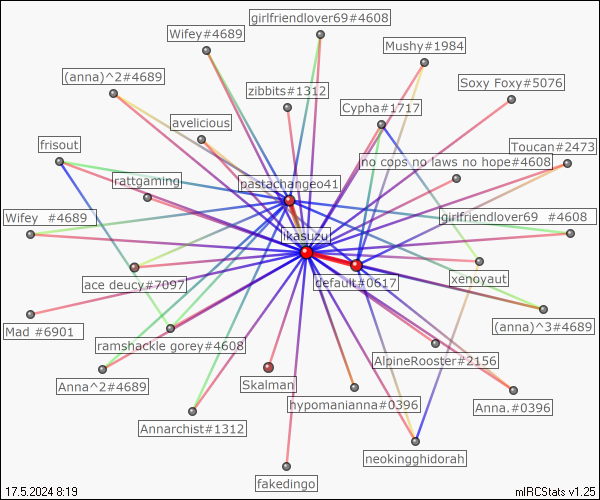 girlfriendlover69#4608
Wifey#4689
Mushy#1984
(anna)^2#4689
zibbits#1312
Soxy Foxy#5076
Cypha#1717
avelicious
frisout
Toucan#2473
no cops no laws no hope#4608
rattgaming
pastachangeo41
Wifey #4689
girlfriendlover69 #4608
likasuzu
ace deucy#7097
default#0617
xenoyaut
Mad #6901
(anna)^3#4689
ramshackle gorey#4608
AlpineRooster#2156
Anna^2#4689
Skalman
hypomanianna#0396
Anna.#0396
Annarchist#1312
neokingghidorah
fakedingo
17.5.2024 8:19
mIRCStats v1.25